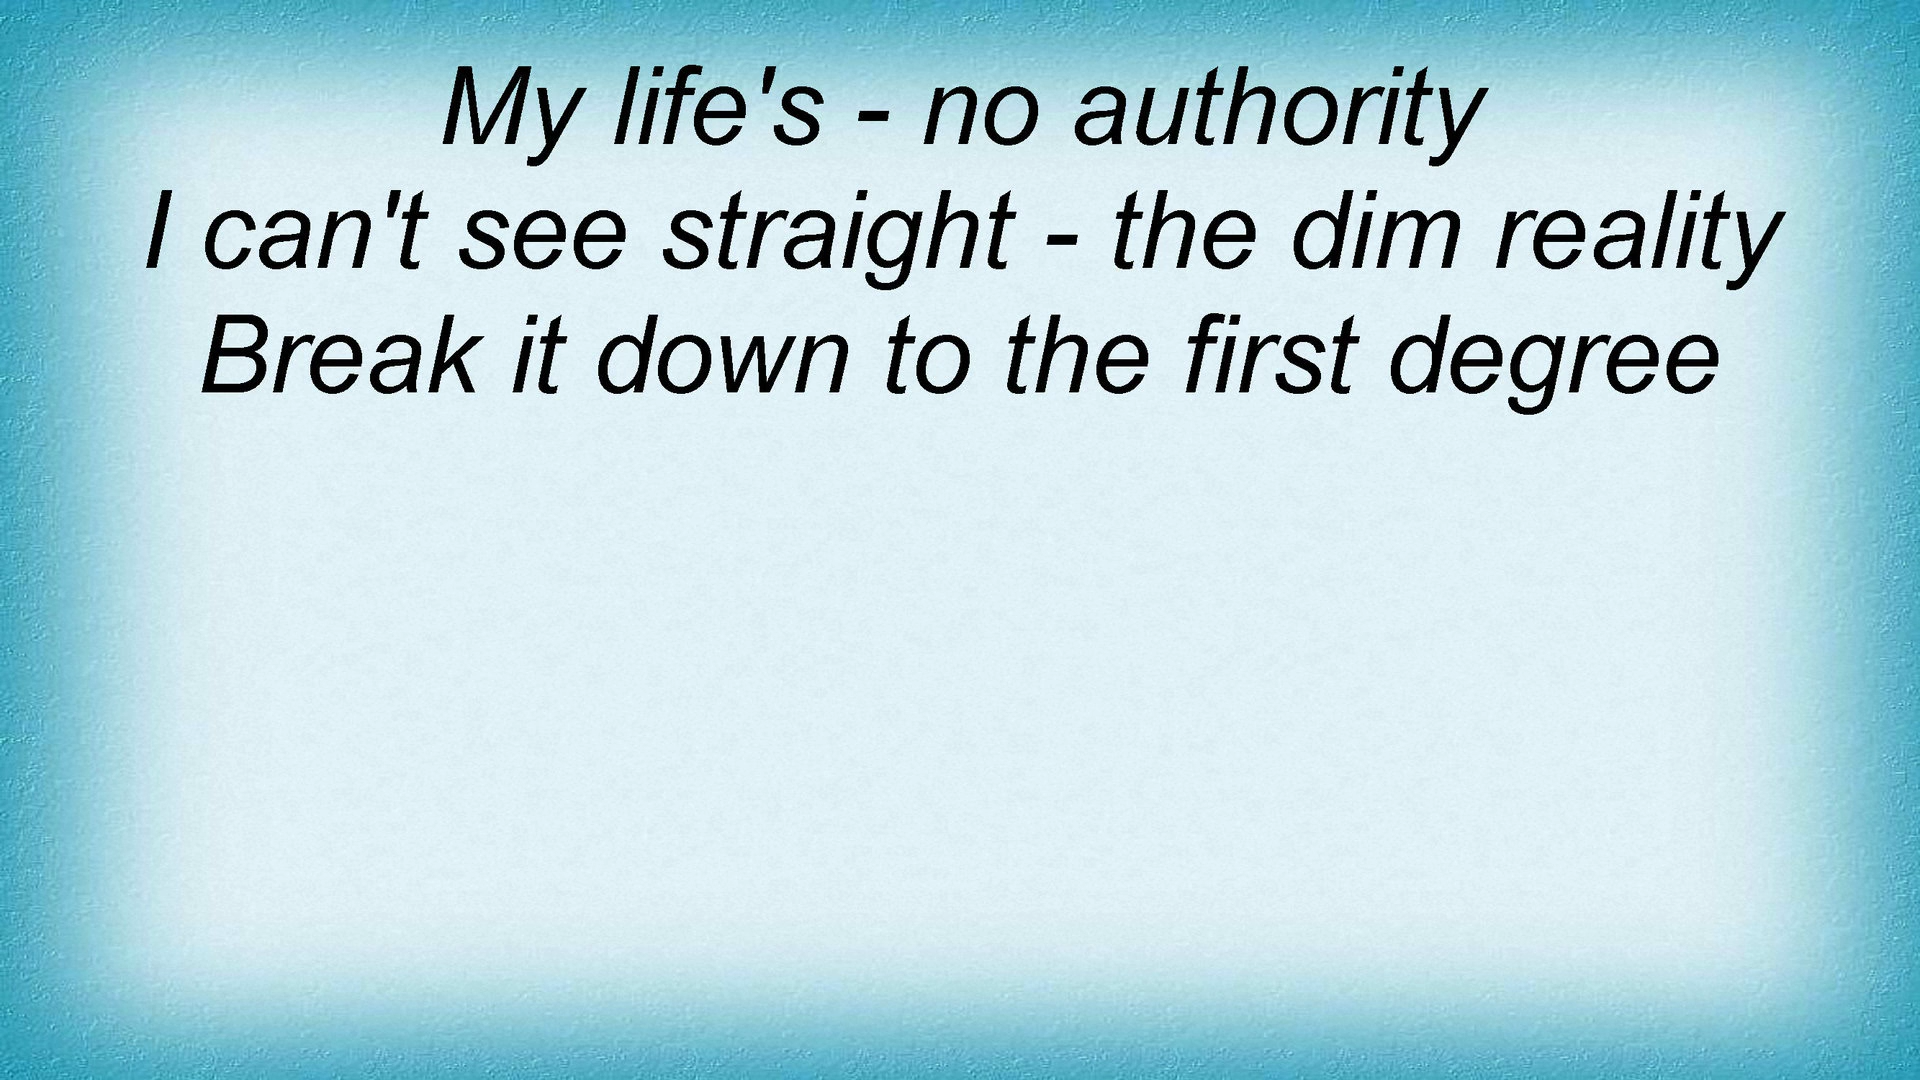 My life's - no authority
I can't see straight - the dim reality
Break it down to the first degree